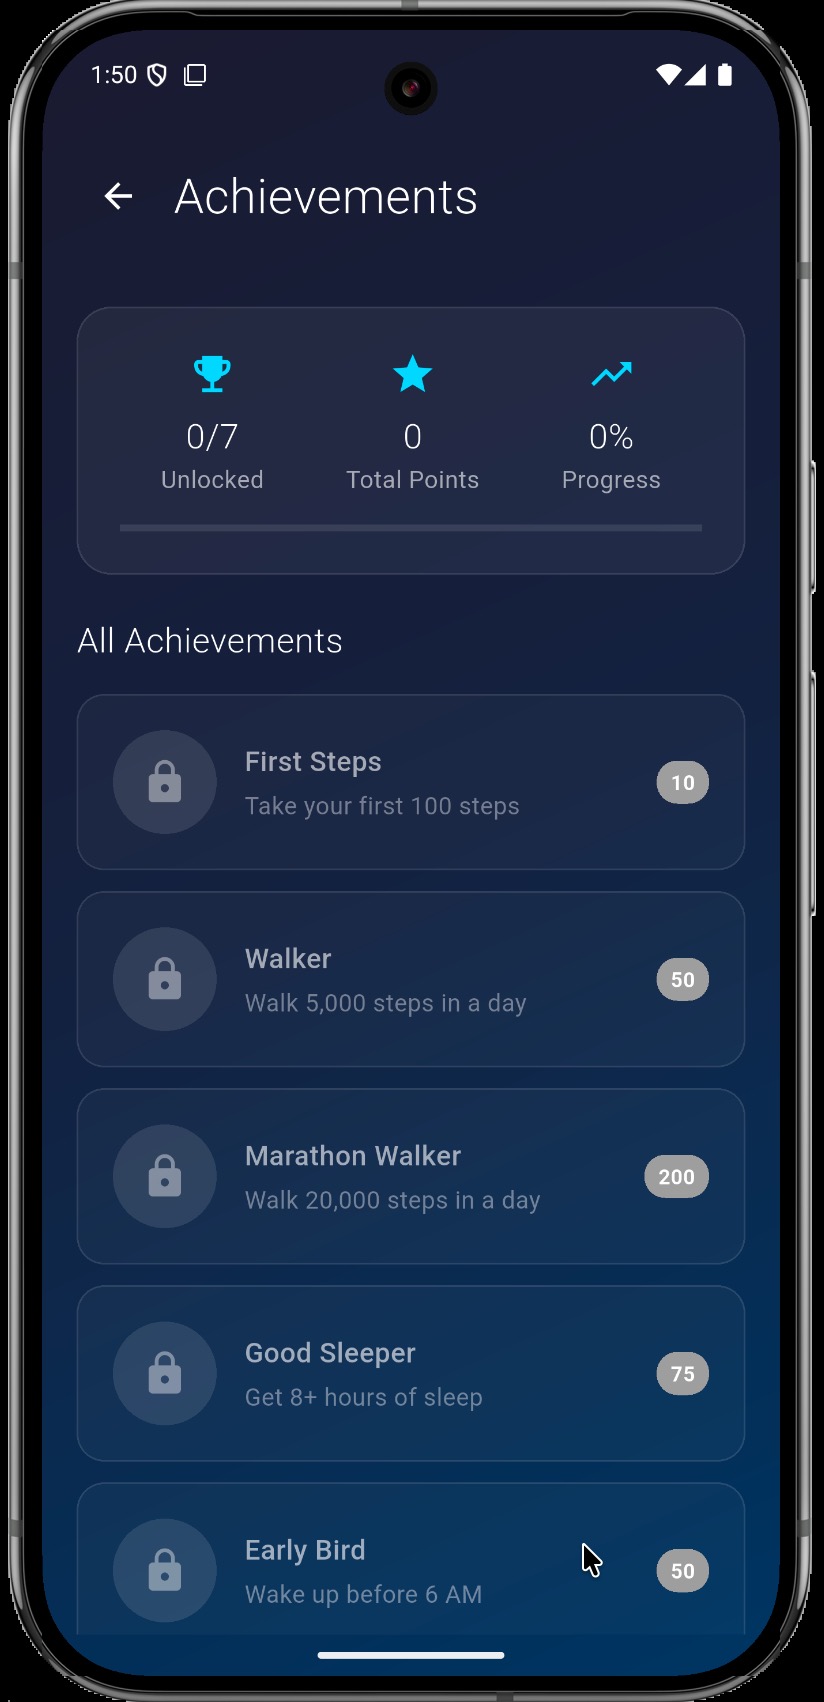 1:50
Achievements
0/7
0
0%
Unlocked
Total Points
Progress
All Achievements
First Steps
Take your first 100 steps
10
Walker
Walk 5,000 steps in a day
50
Marathon Walker
Walk 20,000 steps in a day
200
Good Sleeper
Get 8+ hours of sleep
75
Early Bird
Wake up before 6 AM
50